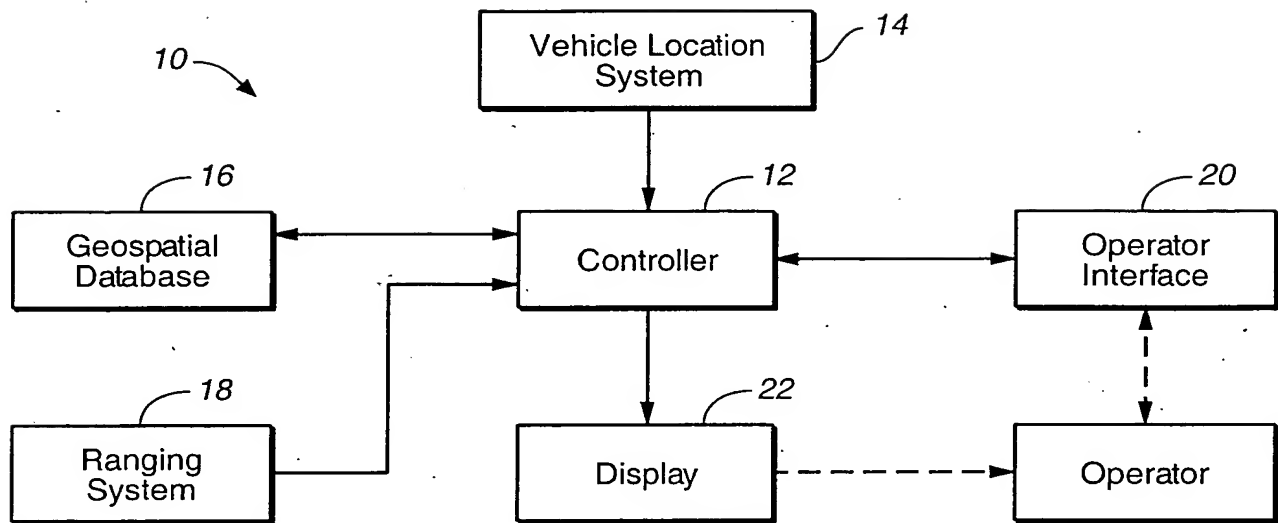 14
Vehicle Location
System
10
16
12
20
Geospatial
Database
Controller
Operator
Interface
18
22
Ranging
System
Display
Operator